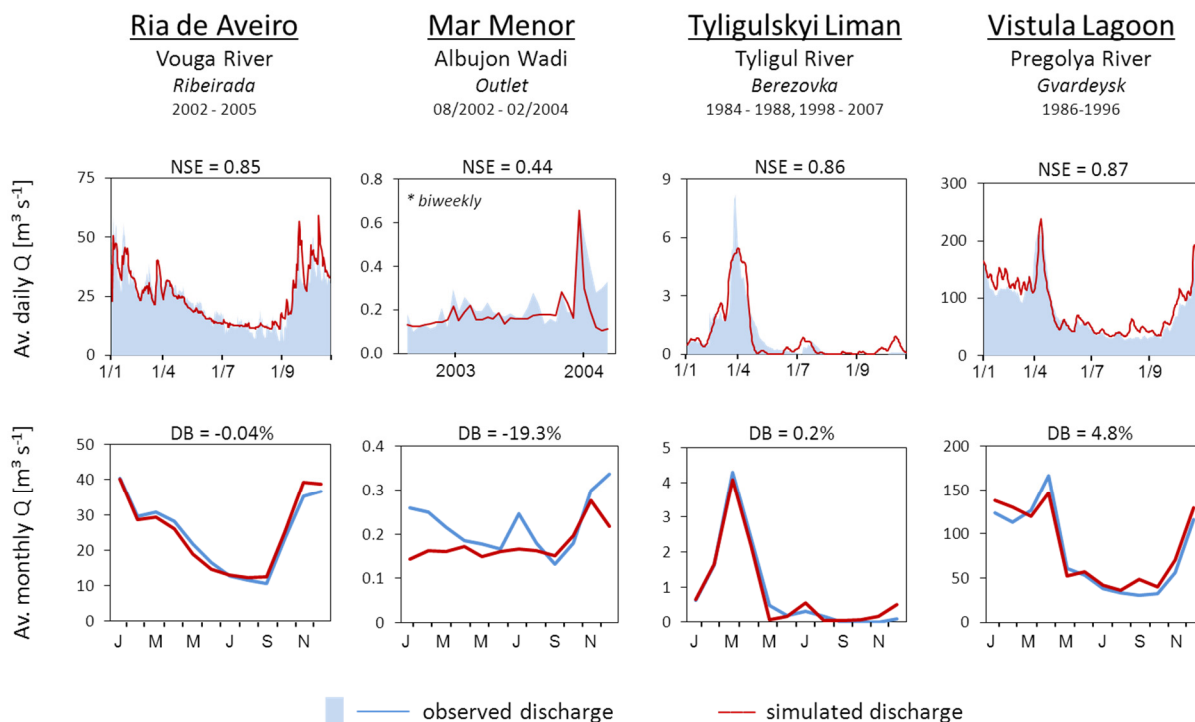 Ria de Aveiro
Vouga River
Ribeirada
2002 - 2005
Mar Menor
Albujon Wadi
Outlet
08/2002 - 02/2004
Tyligulskyi Liman
Tyligul River
Berezovka
1984 - 1988, 1998 - 2007
Vistula Lagoon
Pregolya River
Gvardeysk
1986-1996
Av. daily Q [m³ s⁻¹]
NSE = 0.85
75
50
25
0
1/1 1/4 1/7 1/9
NSE = 0.44
* biweekly
0.8
0.6
0.4
0.2
0.0
2003 2004
NSE = 0.86
9
6
3
0
1/1 1/4 1/7 1/9
NSE = 0.87
300
200
100
0
1/1 1/4 1/7 1/9
Av. monthly Q [m³ s⁻¹]
DB = -0.04%
50
40
30
20
10
0
J M M J S N
DB = -19.3%
0.4
0.3
0.2
0.1
0
J M M J S N
DB = 0.2%
5
4
3
2
1
0
J M M J S N
DB = 4.8%
200
150
100
50
0
J M M J S N
observed discharge
simulated discharge